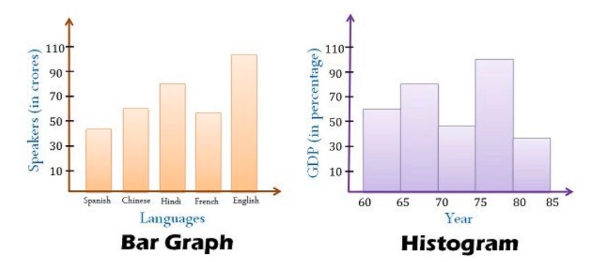 Speakers (in crores)
110
90
70
50
30
10
Spanish Chinese Hindi French English
Languages
Bar Graph
GDP (in percentage)
110
90
70
50
30
10
60 65 70 75 80 85
Year
Histogram